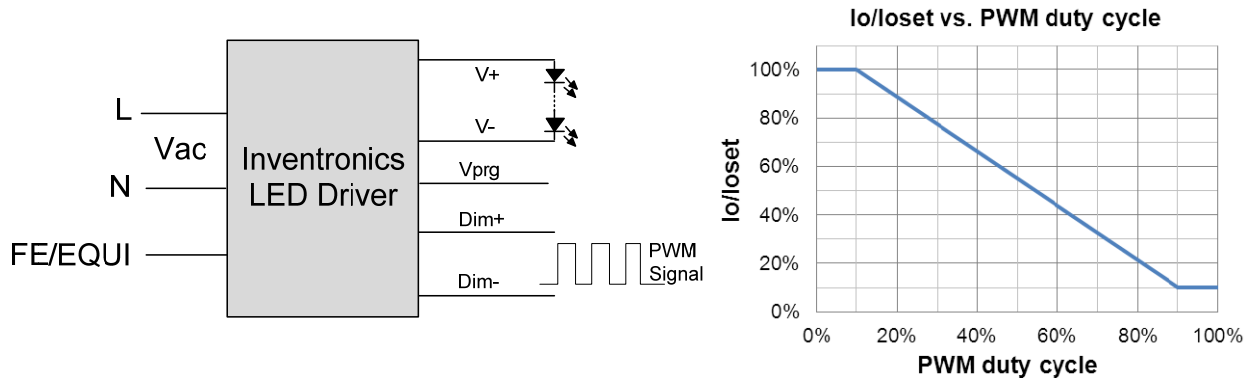 L
Vac
N
FE/EQUI
Inventronics
LED Driver
V+
V-
Vprg
Dim+
Dim-
PWM
Signal
Io/Ioset vs. PWM duty cycle
Io/Ioset
100%
80%
60%
40%
20%
0%
0% 20% 40% 60% 80% 100%
PWM duty cycle